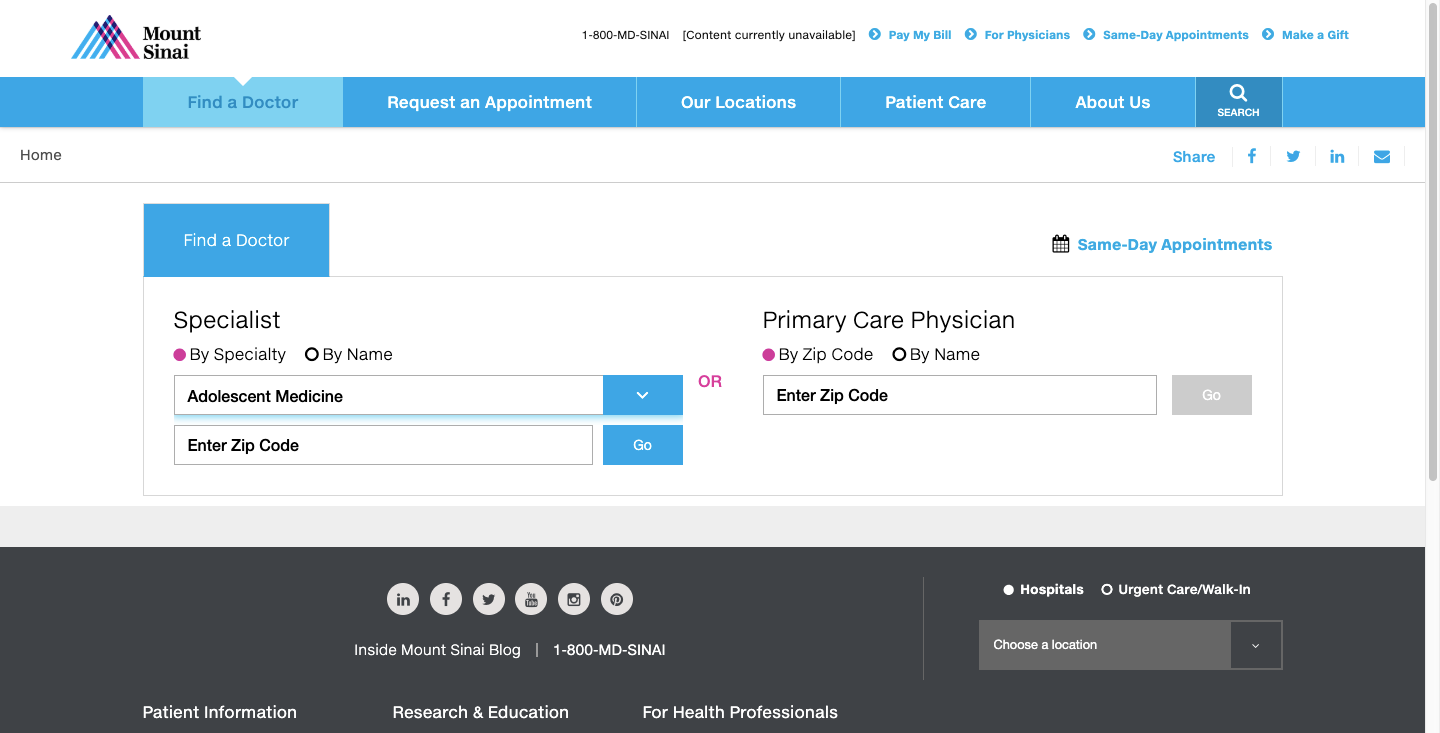 Mount
Sinai
1-800-MD-SINAI [Content currently unavailable] Pay My Bill For Physicians Same-Day Appointments Make a Gift
Find a Doctor Request an Appointment Our Locations Patient Care About Us SEARCH
Home
Share
Find a Doctor
Same-Day Appointments
Specialist
By Specialty By Name
Adolescent Medicine
Enter Zip Code Go
OR
Primary Care Physician
By Zip Code By Name
Enter Zip Code Go
Hospitals Urgent Care/Walk-In
Choose a location
You
Tube
Inside Mount Sinai Blog | 1-800-MD-SINAI
Patient Information Research & Education For Health Professionals